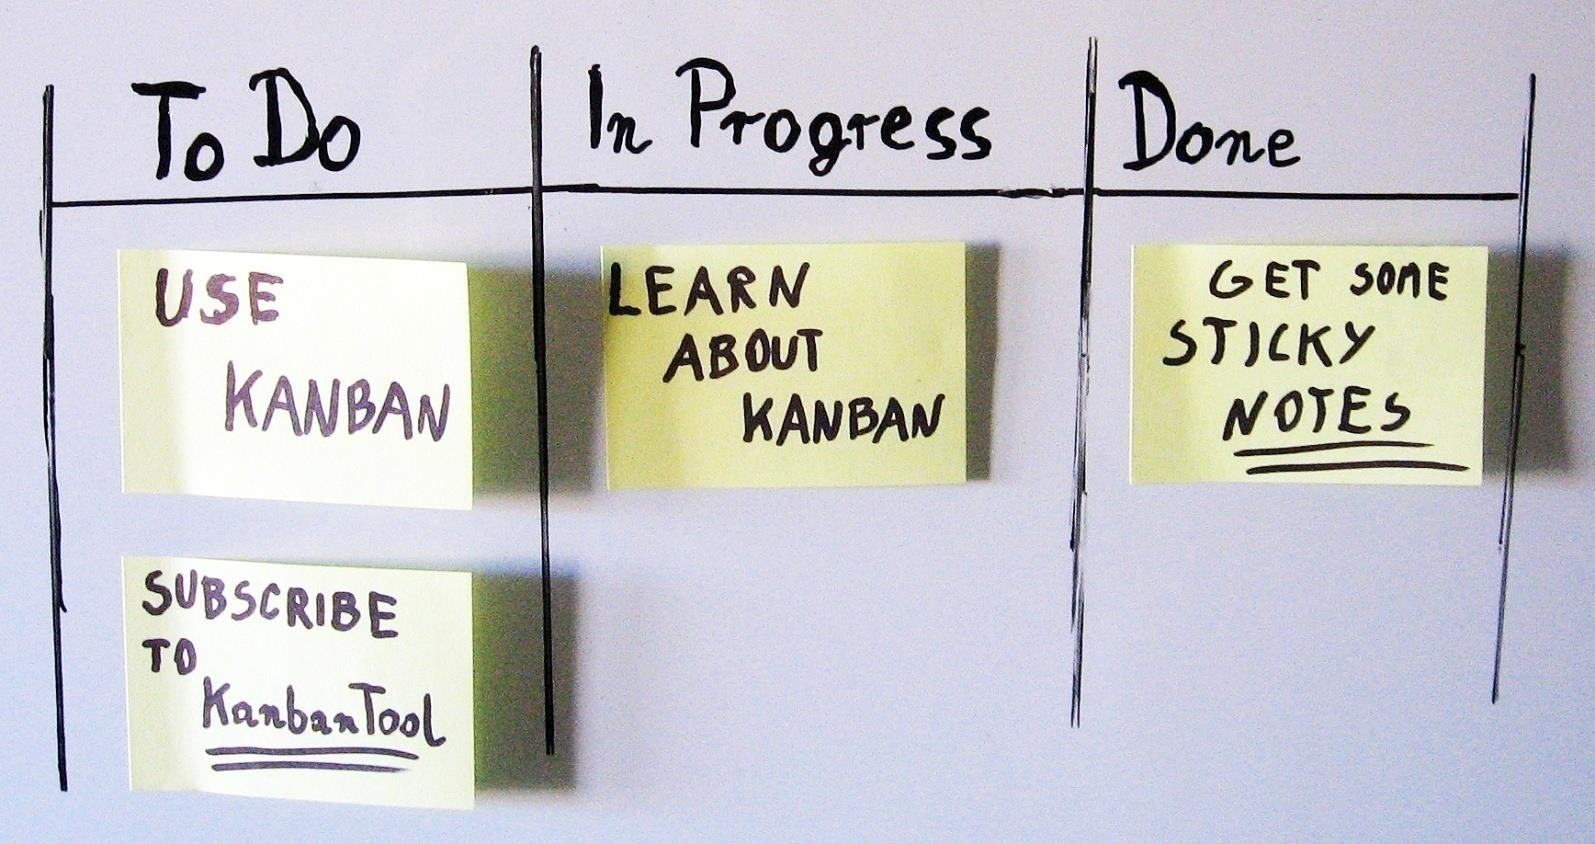 To Do
In Progress
Done
USE
KANBAN
SUBSCRIBE
TO
KanbanTool
LEARN
ABOUT
KANBAN
GET SOME
STICKY
NOTES